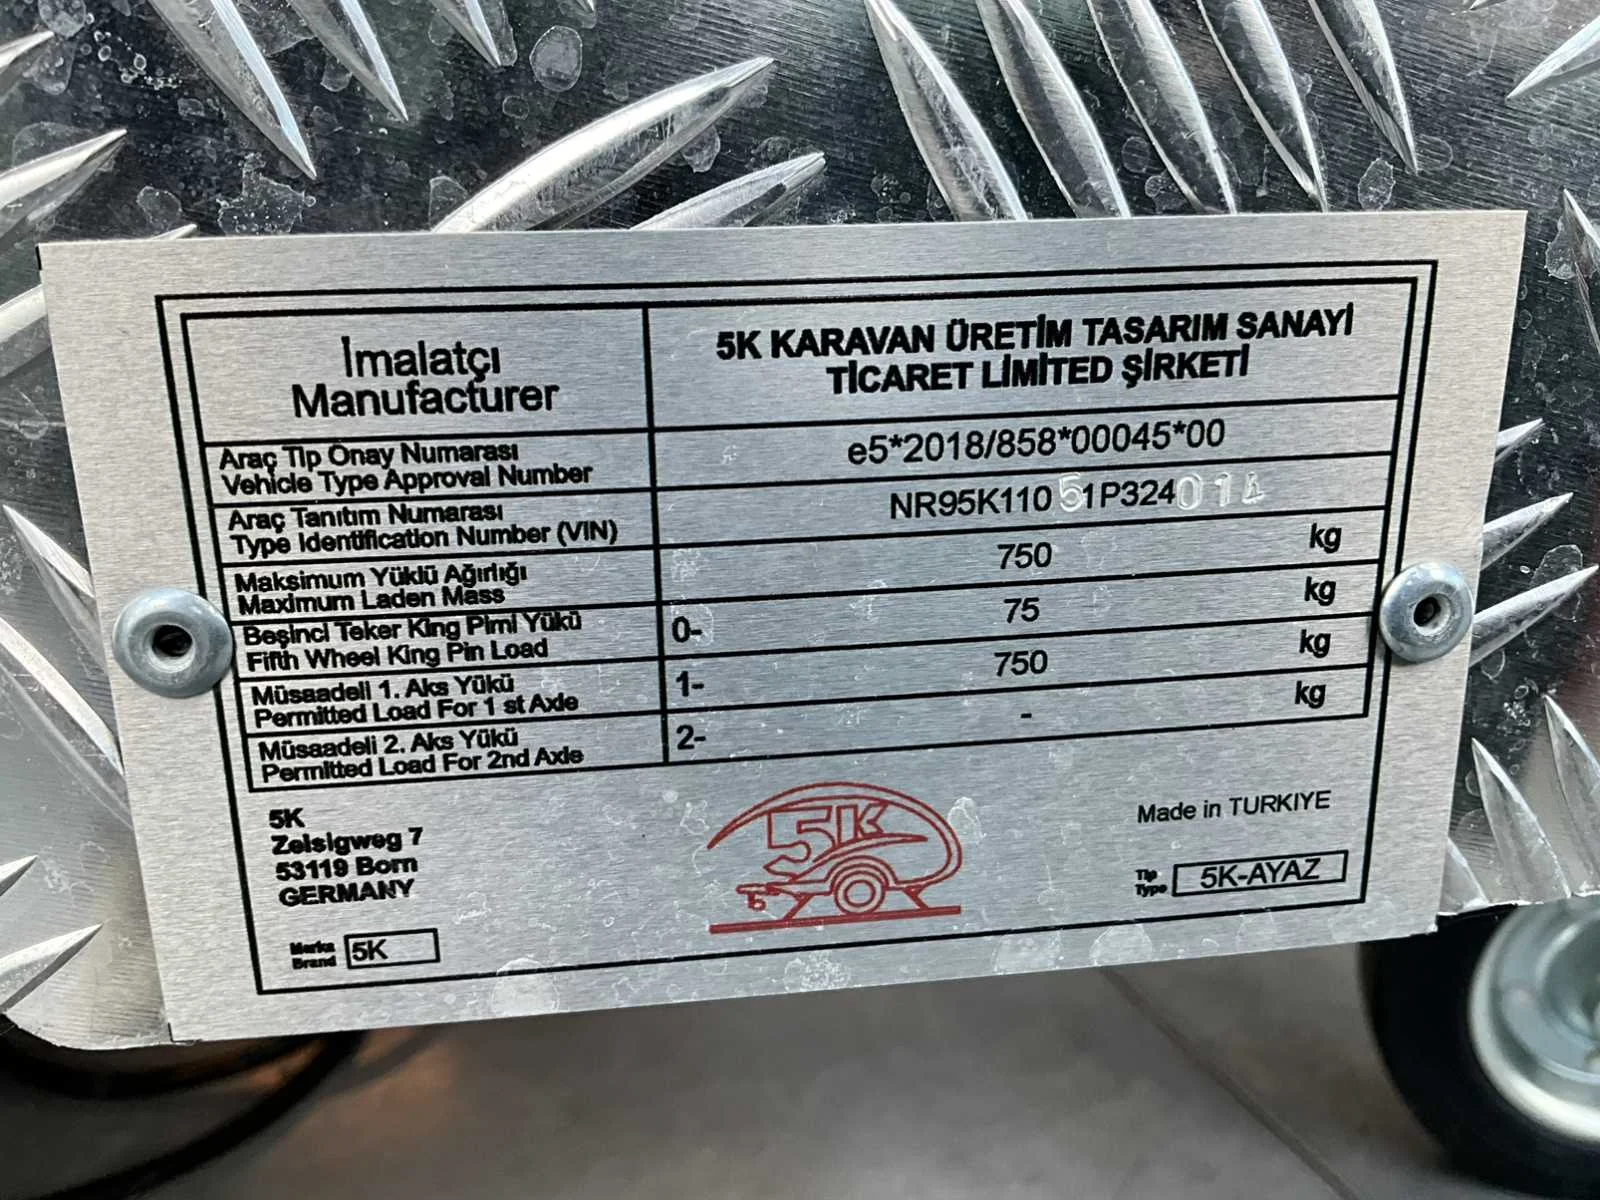 İmalatçı
Manufacturer
5K KARAVAN ÜRETİM TASARIM SANAYİ
TİCARET LİMİTED ŞİRKETİ
Araç Tip Onay Numarası
Vehicle Type Approval Number
e5*2018/858*00045*00
Araç Tanıtım Numarası
Type Identification Number (VIN)
NR95K11051P324014
Maksimum Yüklü Ağırlığı
Maximum Laden Mass
750 kg
Beşinci Teker King Pimi Yükü
Fifth Wheel King Pin Load
0- 75 kg
Müsaadeli 1. Aks Yükü
Permitted Load For 1 st Axle
1- 750 kg
Müsaadeli 2. Aks Yükü
Permitted Load For 2nd Axle
2- - kg
5K
Zeisigweg 7
53119 Born
GERMANY
Marka
Brand
5K
5K
Made in TURKIYE
Tip
Type
5K-AYAZ